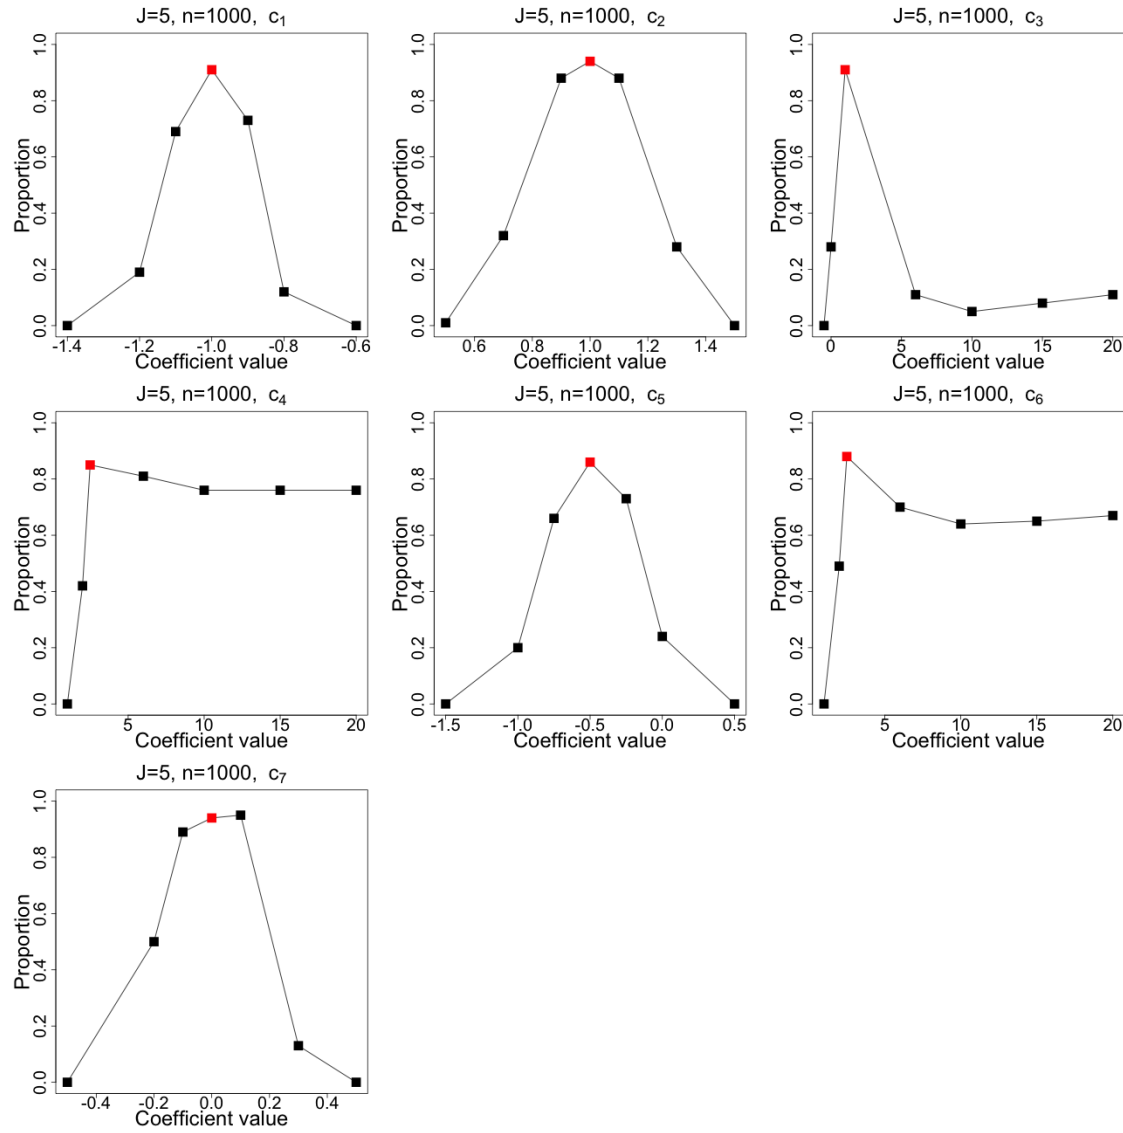 J=5, n=1000, c₁
Proportion
0.0 0.2 0.4 0.6 0.8 1.0
-1.4 -1.2 -1.0 -0.8 -0.6
Coefficient value
J=5, n=1000, c₂
Proportion
0.0 0.2 0.4 0.6 0.8 1.0
0.6 0.8 1.0 1.2 1.4
Coefficient value
J=5, n=1000, c₃
Proportion
0.0 0.2 0.4 0.6 0.8 1.0
0 5 10 15 20
Coefficient value
J=5, n=1000, c₄
Proportion
0.0 0.2 0.4 0.6 0.8 1.0
5 10 15 20
Coefficient value
J=5, n=1000, c₅
Proportion
0.0 0.2 0.4 0.6 0.8 1.0
-1.5 -1.0 -0.5 0.0 0.5
Coefficient value
J=5, n=1000, c₆
Proportion
0.0 0.2 0.4 0.6 0.8 1.0
5 10 15 20
Coefficient value
J=5, n=1000, c₇
Proportion
0.0 0.2 0.4 0.6 0.8 1.0
-0.4 -0.2 0.0 0.2 0.4
Coefficient value